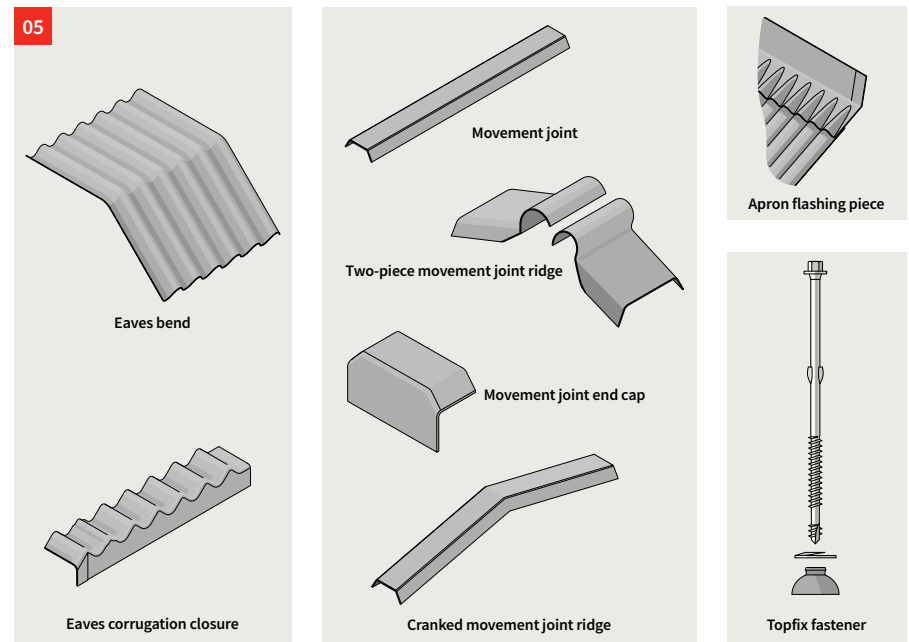 05
Eaves bend
Eaves corrugation closure
Movement joint
Two-piece movement joint ridge
Movement joint end cap
Cranked movement joint ridge
Apron flashing piece
Topfix fastener